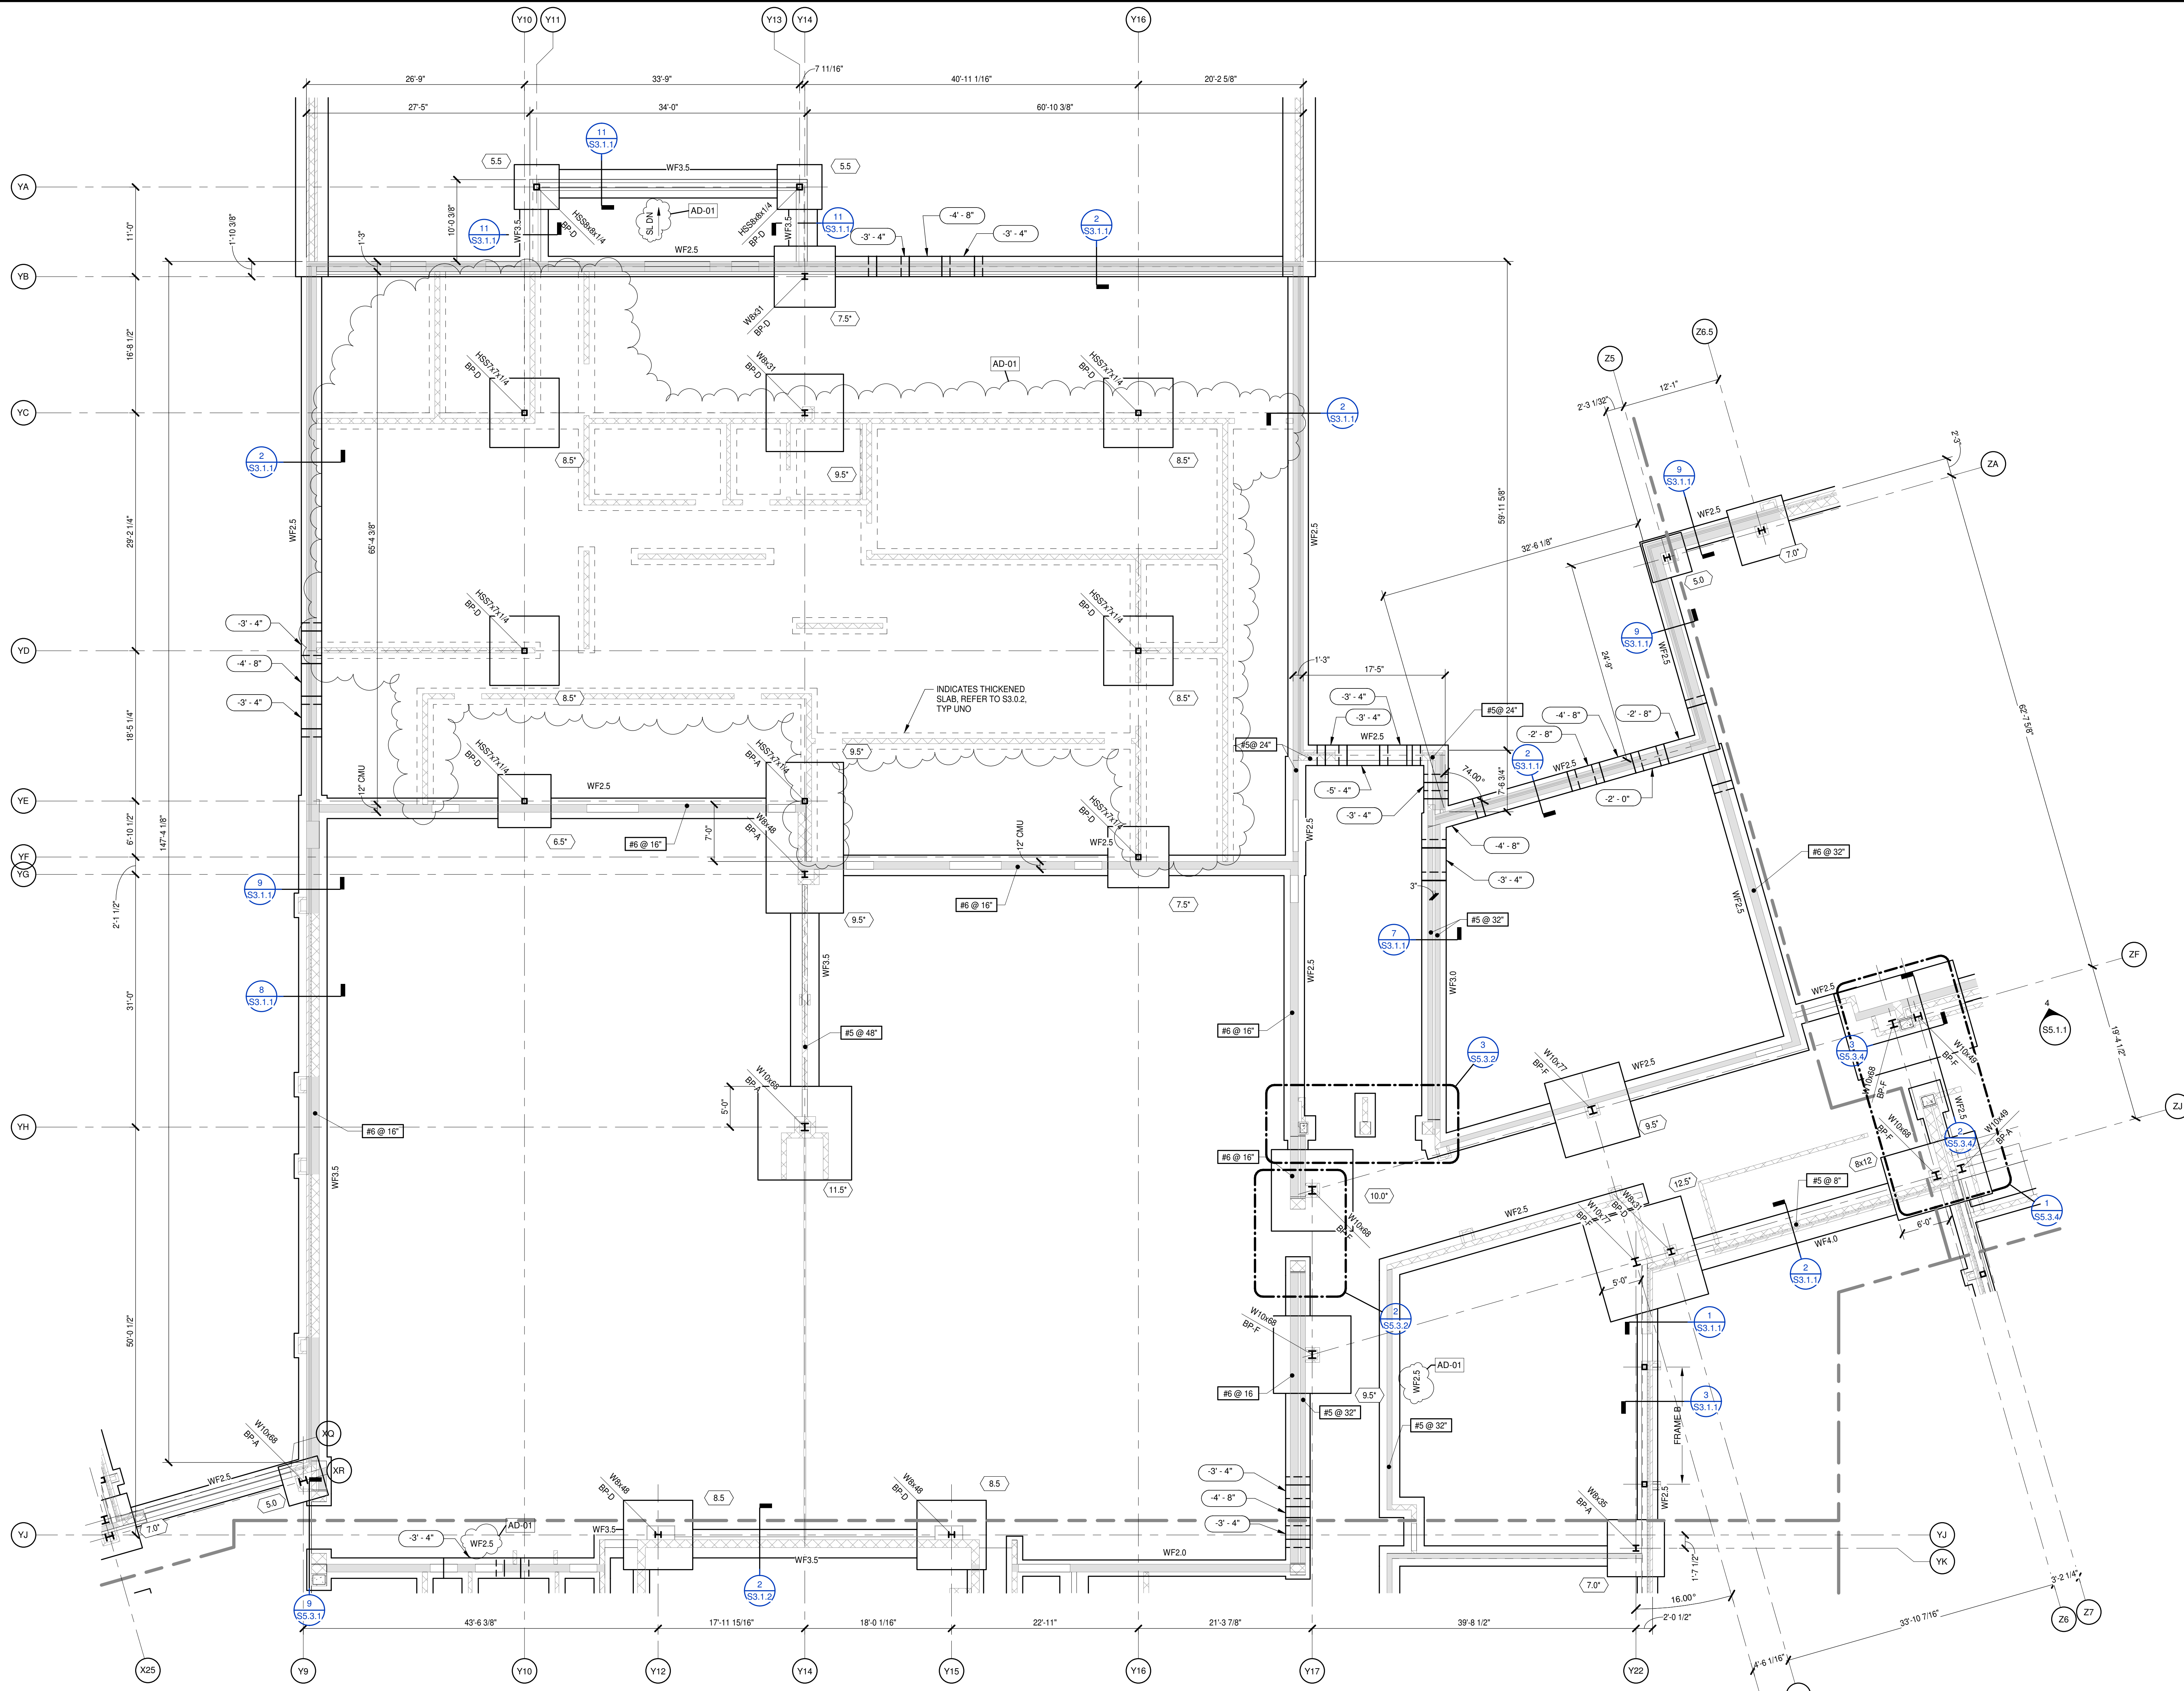 Y10
Y11
Y13
Y14
Y16
7 11/16"
26'-9"
33'-9"
40'-11 1/16"
20'-2 5/8"
27'-5"
34'-0"
60'-10 3/8"
11
S3.1.1
5.5
WF3.5
5.5
YA
11'-0"
1'-10 3/8"
1'-3"
10'-0 3/8"
HSS8x8x1/4
BP-D
SL DN
AD-01
HSS8x8x1/4
BP-D
WF3.5
11
S3.1.1
WF3.5
11
S3.1.1
-3' - 4"
-4' - 8"
-3' - 4"
2
S3.1.1
WF2.5
YB
W8x31
BP-D
7.5"
16'-8 1/2"
HSS7x7x1/4
BP-D
W8x31
BP-D
AD-01
HSS7x7x1/4
BP-D
YC
2
S3.1.1
2
S3.1.1
8.5"
9.5"
8.5"
Z5
Z6.5
12'-1"
2'-3 1/32"
2'-3"
ZA
9
S3.1.1
WF2.5
7.0"
5.0
WF2.5
29'-2 1/4"
65'-4 3/8"
WF2.5
59'-11 5/8"
32'-6 1/8"
24'-9"
9
S3.1.1
WF2.5
62'-7 5/8"
-3' - 4"
-4' - 8"
-3' - 4"
YD
HSS7x7x1/4
BP-D
8.5"
HSS7x7x1/4
BP-D
8.5"
INDICATES THICKENED
SLAB, REFER TO S3.0.2,
TYP UNO
1'-3"
17'-5"
-3' - 4"
-3' - 4"
#5@ 24"
WF2.5
#5@ 24"
-5' - 4"
-3' - 4"
74.00°
7'-6 3/4"
2
S3.1.1
-4' - 8"
-2' - 8"
-2' - 8"
WF2.5
-2' - 0"
-4' - 8"
-3' - 4"
18'-5 1/4"
147'-4 1/8"
YE
12" CMU
HSS7x7x1/4
BP-D
WF2.5
HSS7x7x1/4
BP-A
9.5"
6.5"
#6 @ 16"
7'-0"
W8x48
BP-A
6'-10 1/2"
YF
YG
2'-1 1/2"
9
S3.1.1
12" CMU
HSS7x7x1/4
BP-D
WF2.5
WF2.5
9.5"
#6 @ 16"
7.5"
3"
#5 @ 32"
7
S3.1.1
#6 @ 32"
WF2.5
ZF
31'-0"
8
S3.1.1
WF3.5
WF2.5
WF3.0
#5 @ 48"
#6 @ 16"
3
S5.3.2
WF2.5
3
S5.3.4
W10x68
BP-F
W10x49
BP-F
4
S5.1.1
19'-4 1/2"
YH
W10x68
BP-A
5'-0"
11.5"
#6 @ 16"
WF3.5
#6 @ 16"
10.0"
W10x68
BP-F
W10x77
BP-F
WF2.5
9.5"
WF2.5
W10x68
BP-F
2
S5.3.4
W10x49
BP-A
ZJ
8x12
#5 @ 8"
12.5"
W8x31
BP-D
W10x77
BP-F
WF2.5
5'-0"
WF4.0
2
S3.1.1
6'-0"
1
S5.3.4
50'-0 1/2"
W10x68
BP-F
2
S5.3.2
1
S3.1.1
#6 @ 16
9.5"
#5 @ 32"
WF2.5
AD-01
#5 @ 32"
FRAME B
3
S3.1.1
WF2.5
W10x68
BP-A
XQ
XR
WF2.5
5.0
7.0"
W8x48
BP-D
8.5
W8x48
BP-D
8.5
-3' - 4"
-4' - 8"
-3' - 4"
W8x35
BP-A
YJ
-3' - 4"
WF2.5
AD-01
WF3.5
WF3.5
2
S3.1.2
WF2.0
7.0"
1'-7 1/2"
YJ
YK
9
S5.3.1
16.00°
43'-6 3/8"
17'-11 15/16"
18'-0 1/16"
22'-11"
21'-3 7/8"
39'-8 1/2"
2'-0 1/2"
4'-6 1/16"
33'-10 7/16"
3'-2 1/4"
Z6
Z7
X25
Y9
Y10
Y12
Y14
Y15
Y16
Y17
Y22